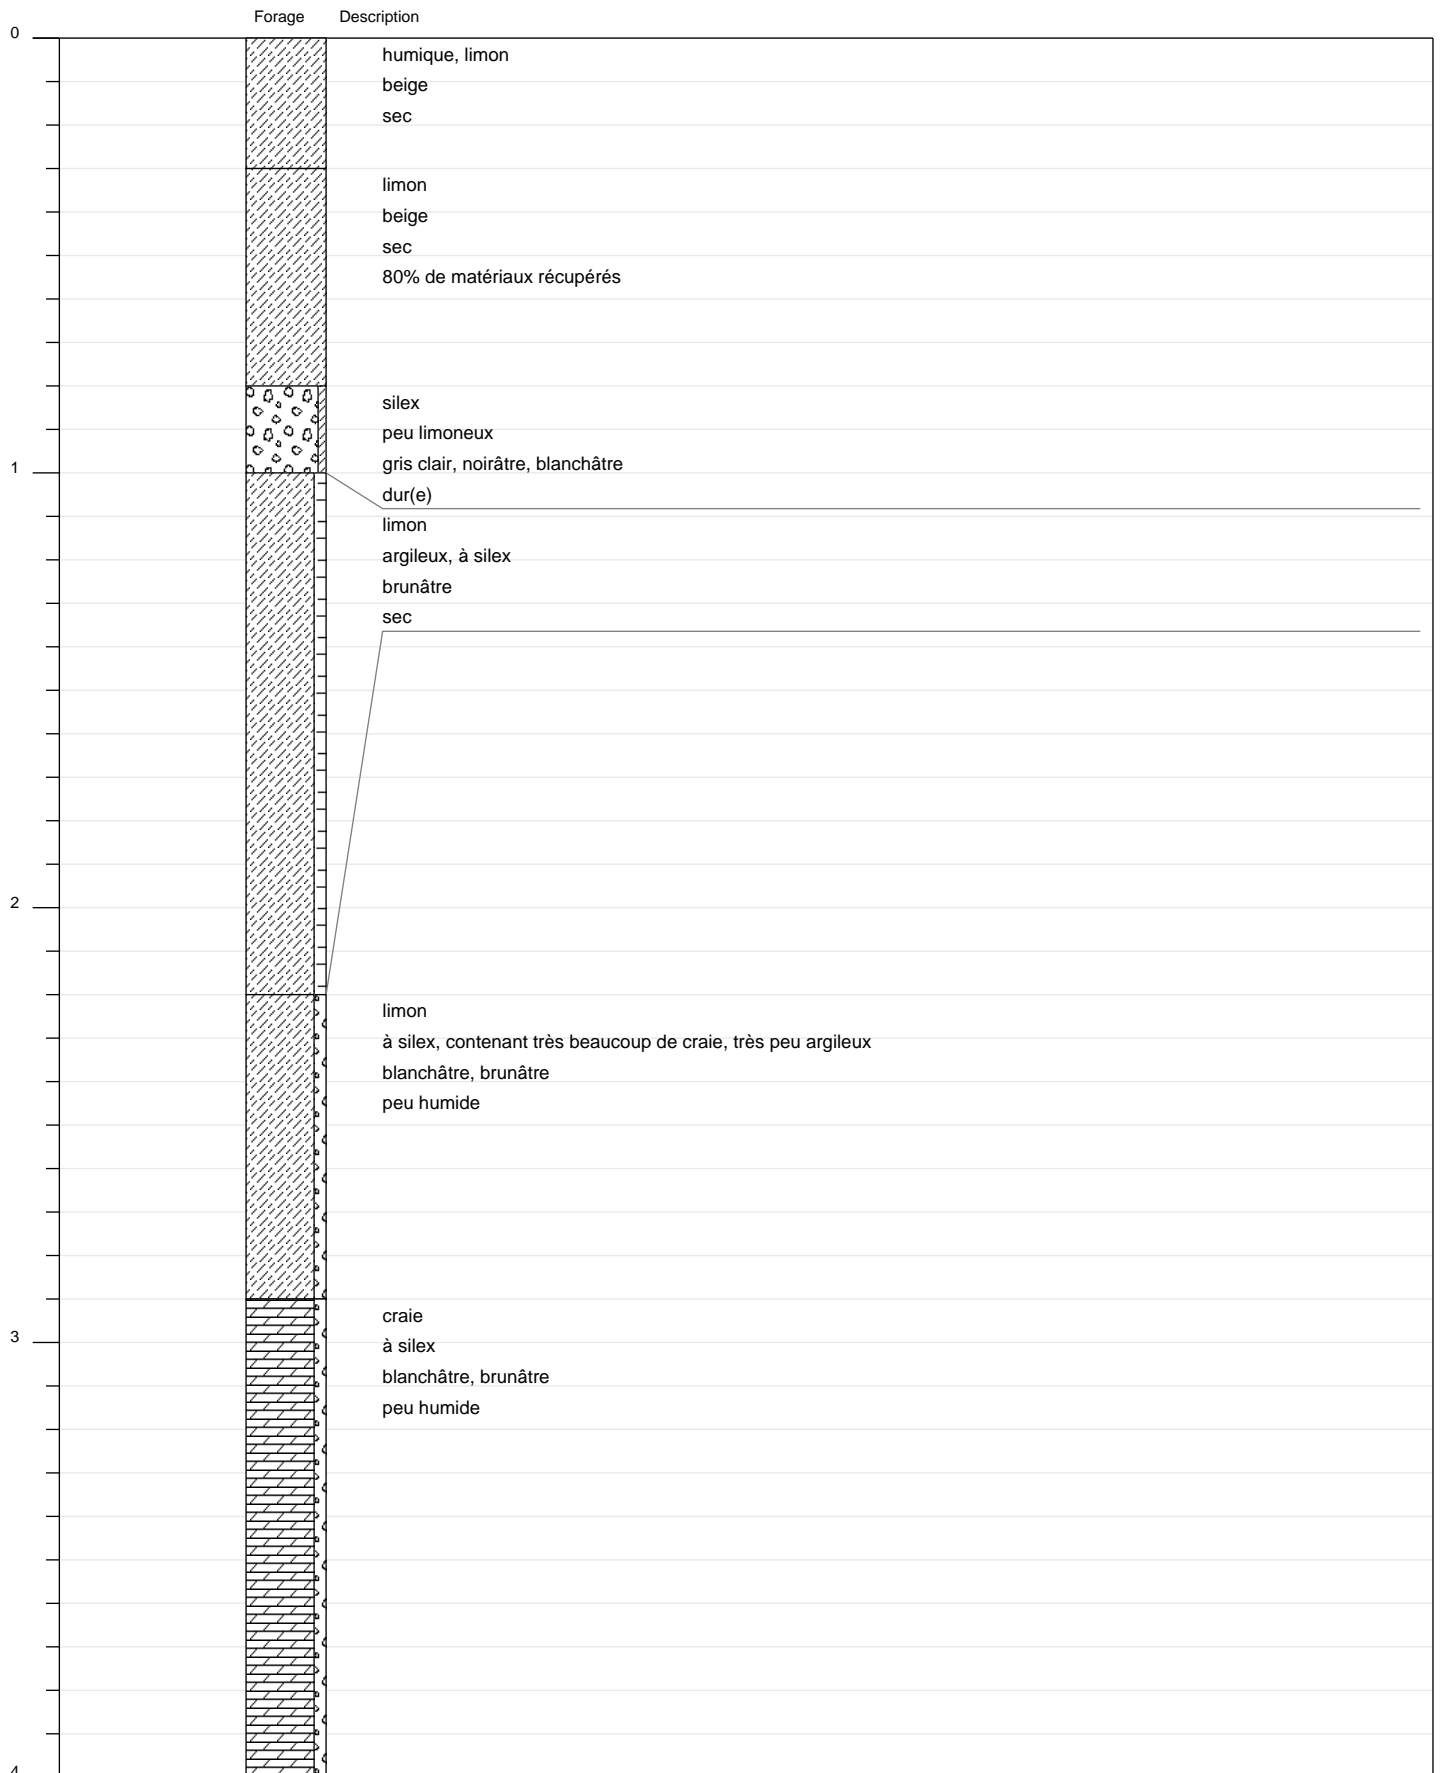 Forage Description
0
humique, limon
beige
sec
limon
beige
sec
80% de matériaux récupérés
silex
peu limoneux
gris clair, noirâtre, blanchâtre
1
dur(e)
limon
argileux, à silex
brunâtre
sec
2
limon
à silex, contenant très beaucoup de craie, très peu argileux
blanchâtre, brunâtre
peu humide
craie
3
à silex
blanchâtre, brunâtre
peu humide
4